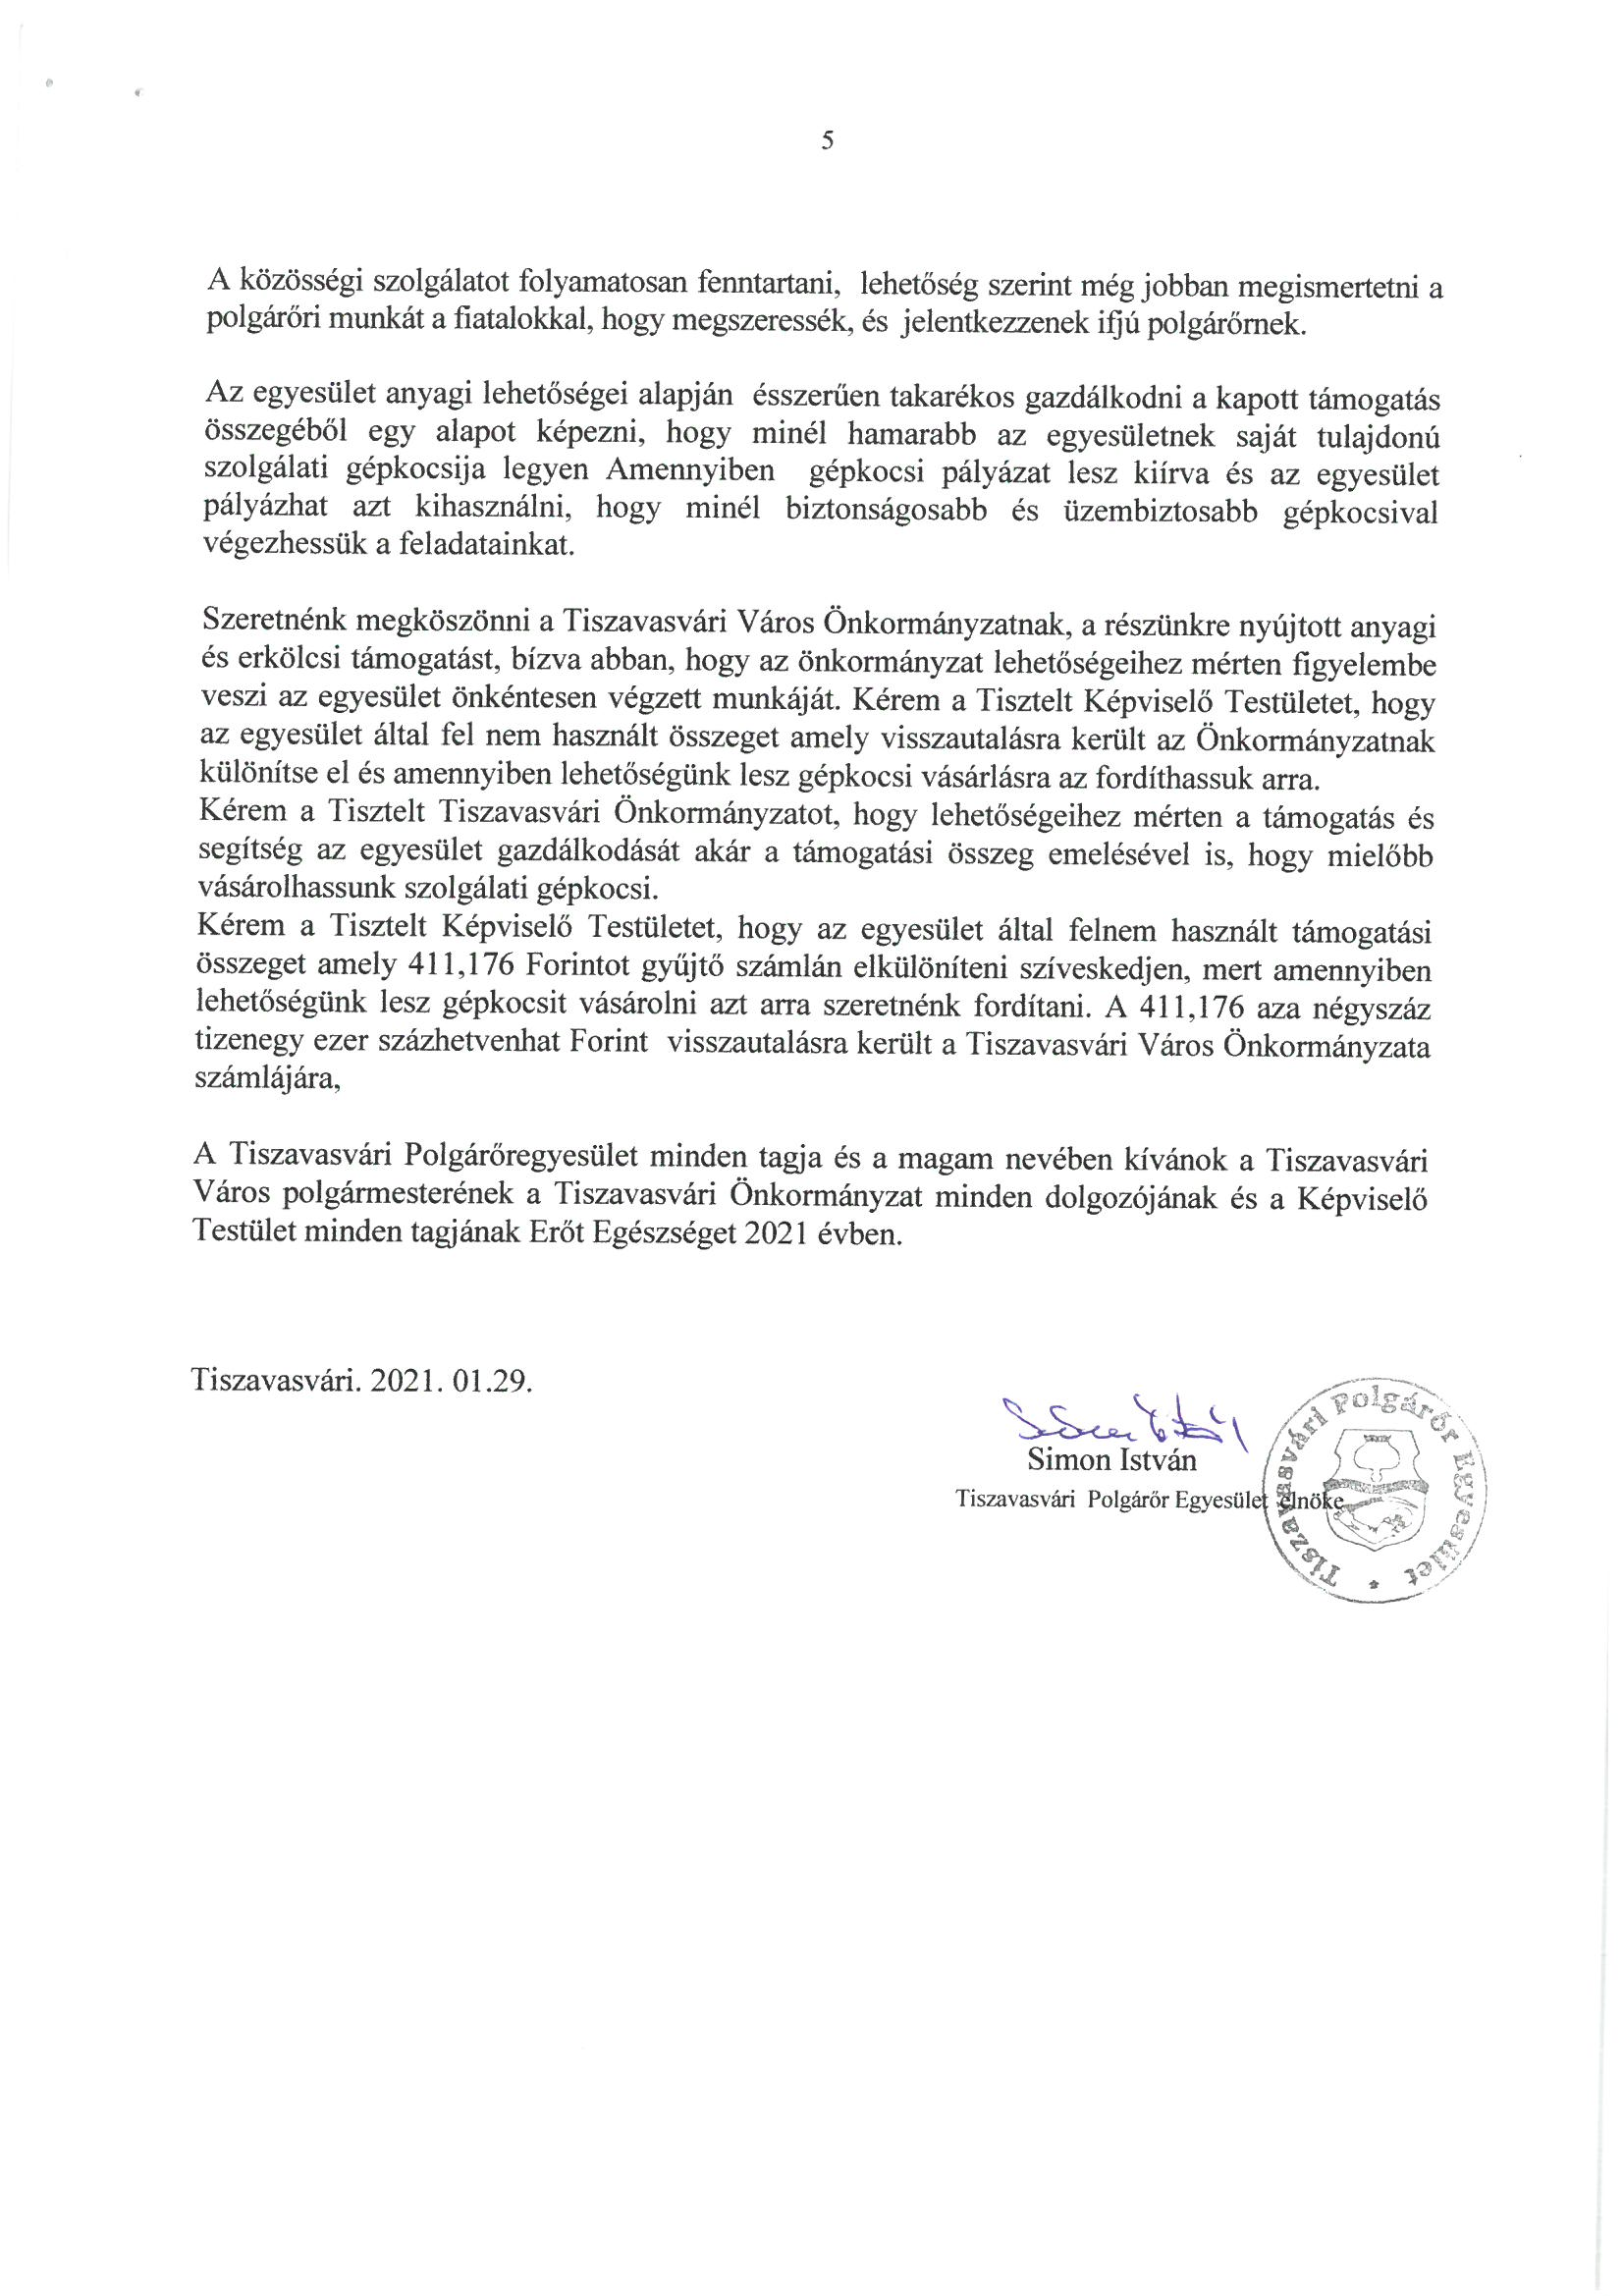 5
A közösségi szolgálatot folyamatosan fenntartani, lehetőség szerint még jobban megismertetni a
polgárőri munkát a fiatalokkal, hogy megszeressék, és jelentkezzenek ifjú polgárőrnek.
Az egyesület anyagi lehetőségei alapján ésszerűen takarékos gazdálkodni a kapott támogatás
összegéből egy alapot képezni, hogy minél hamarabb az egyesületnek saját tulajdonú
szolgálati gépkocsija legyen Amennyiben gépkocsi pályázat lesz kiírva és az egyesület
pályázhat azt kihasználni, hogy minél biztonságosabb és üzembiztosabb gépkocsival
végezhessük a feladatainkat.
Szeretnénk megköszönni a Tiszavasvári Város Önkormányzatnak, a részünkre nyújtott anyagi
és erkölcsi támogatást, bízva abban, hogy az önkormányzat lehetőségeihez mérten figyelembe
veszi az egyesület önkéntesen végzett munkáját. Kérem a Tisztelt Képviselő Testületet, hogy
az egyesület által fel nem használt összeget amely visszautalásra került az Önkormányzatnak
különítse el és amennyiben lehetőségünk lesz gépkocsi vásárlásra az fordíthassuk arra.
Kérem a Tisztelt Tiszavasvári Önkormányzatot, hogy lehetőségeihez mérten a támogatás és
segítség az egyesület gazdálkodását akár a támogatási összeg emelésével is, hogy mielőbb
vásárolhassunk szolgálati gépkocsi.
Kérem a Tisztelt Képviselő Testületet, hogy az egyesület által felnem használt támogatási
összeget amely 411,176 Forintot gyűjtő számlán elkülöníteni szíveskedjen, mert amennyiben
lehetőségünk lesz gépkocsit vásárolni azt arra szeretnénk fordítani. A 411,176 aza négyszáz
tizenegy ezer százhetvenhat Forint visszautalásra került a Tiszavasvári Város Önkormányzata
számlájára,
A Tiszavasvári Polgárőregyesület minden tagja és a magam nevében kívánok a Tiszavasvári
Város polgármesterének a Tiszavasvári Önkormányzat minden dolgozójának és a Képviselő
Testület minden tagjának Erőt Egészséget 2021 évben.
Tiszavasvári. 2021. 01.29.
Simon István
Simon István
Tiszavasvári Polgárőr Egyesület elnöke
Tiszavasvári Polgárőr Egyesület